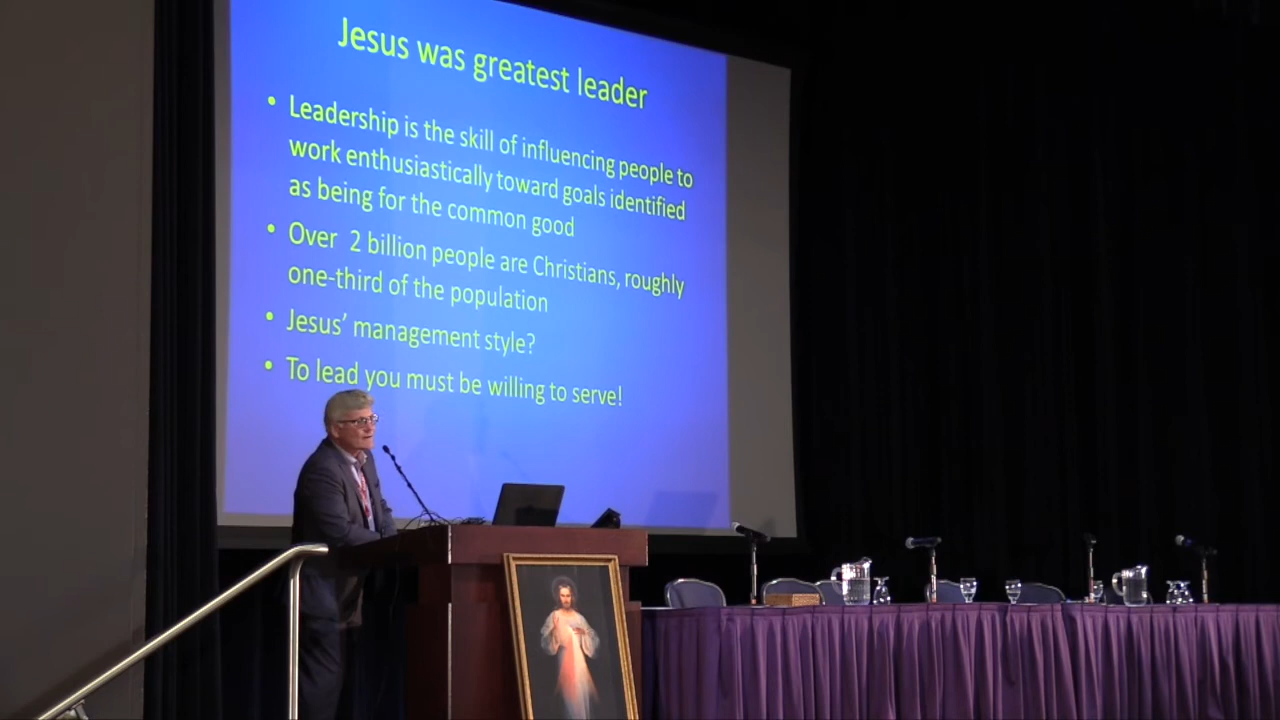 Jesus was greatest leader
• Leadership is the skill of influencing people to
work enthusiastically toward goals identified
as being for the common good
• Over 2 billion people are Christians, roughly
one-third of the population
• Jesus’ management style?
• To lead you must be willing to serve!